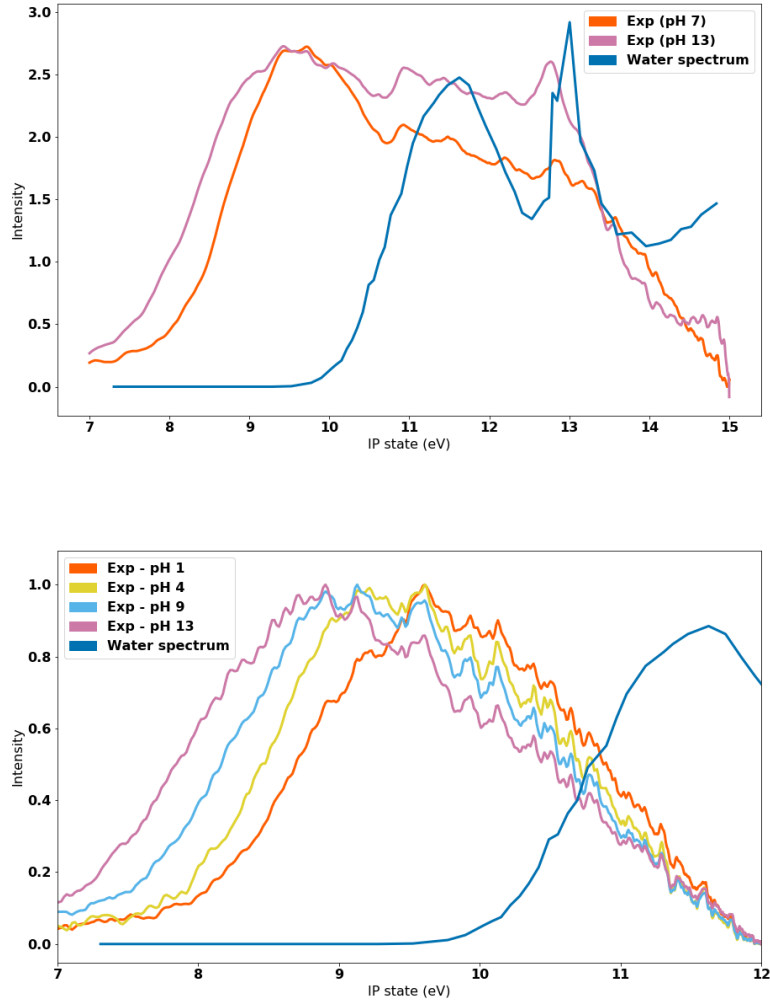 3.0
2.5
2.0
1.5
1.0
0.5
0.0
Intensity
Exp (pH 7)
Exp (pH 13)
Water spectrum
7 8 9 10 11 12 13 14 15
IP state (eV)
1.0
0.8
0.6
0.4
0.2
0.0
Intensity
Exp - pH 1
Exp - pH 4
Exp - pH 9
Exp - pH 13
Water spectrum
7 8 9 10 11 12
IP state (eV)